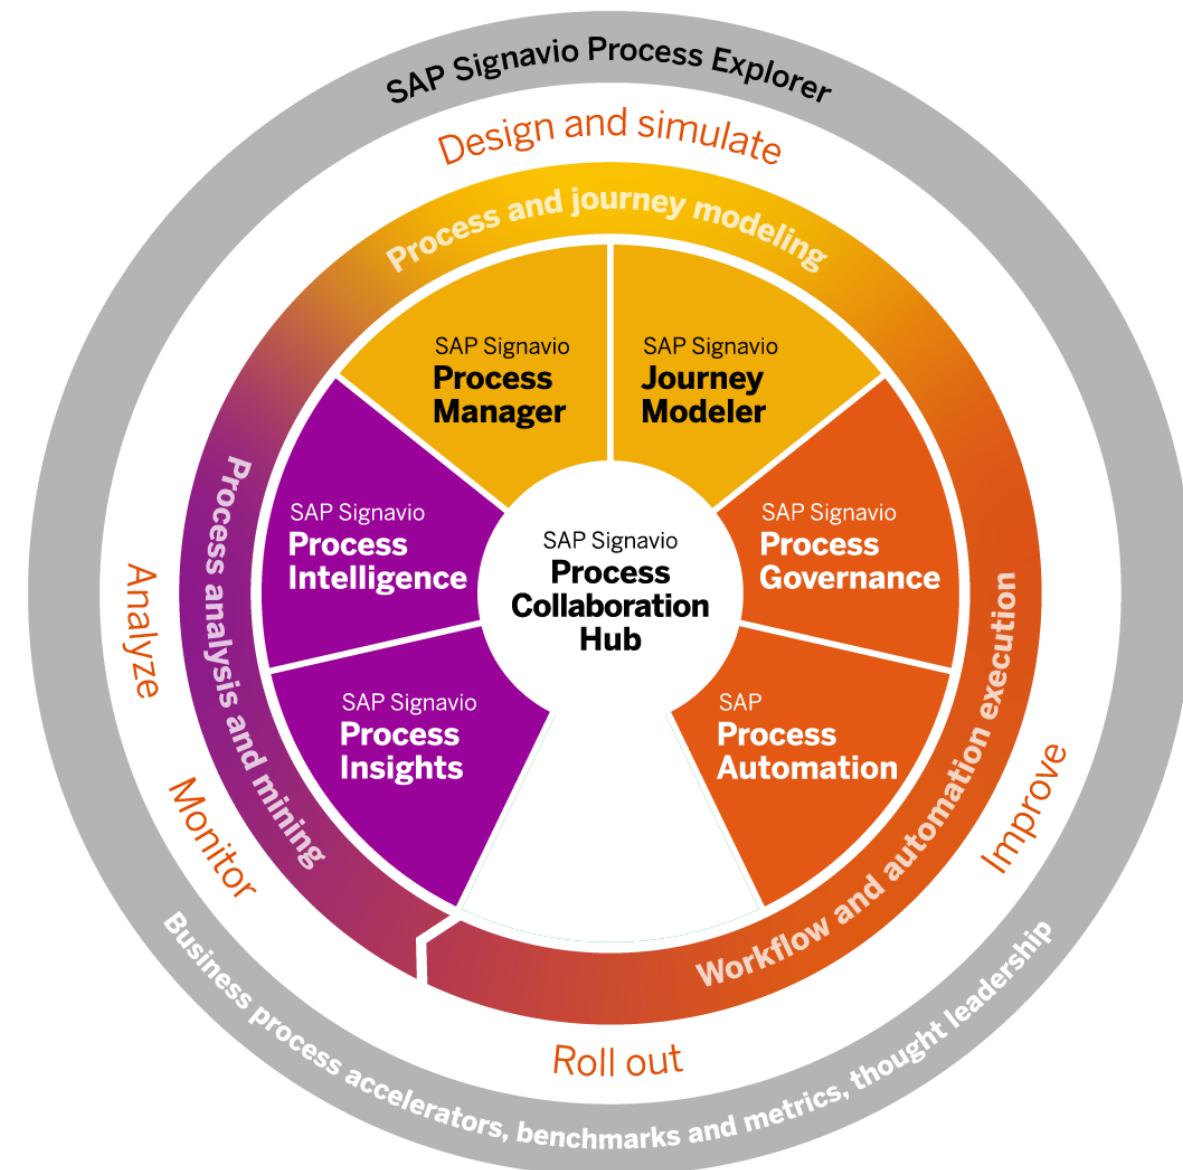 SAP Signavio Process Explorer
Design and simulate
Process and journey modeling
SAP Signavio
Process
Manager
SAP Signavio
Journey
Modeler
SAP Signavio
Process
Intelligence
SAP Signavio
Process
Collaboration
Hub
SAP Signavio
Process
Governance
SAP Signavio
Process
Insights
SAP
Process
Automation
Process analysis and mining
Workflow and automation execution
Analyze
Monitor
Improve
Roll out
Business process accelerators, benchmarks and metrics, thought leadership